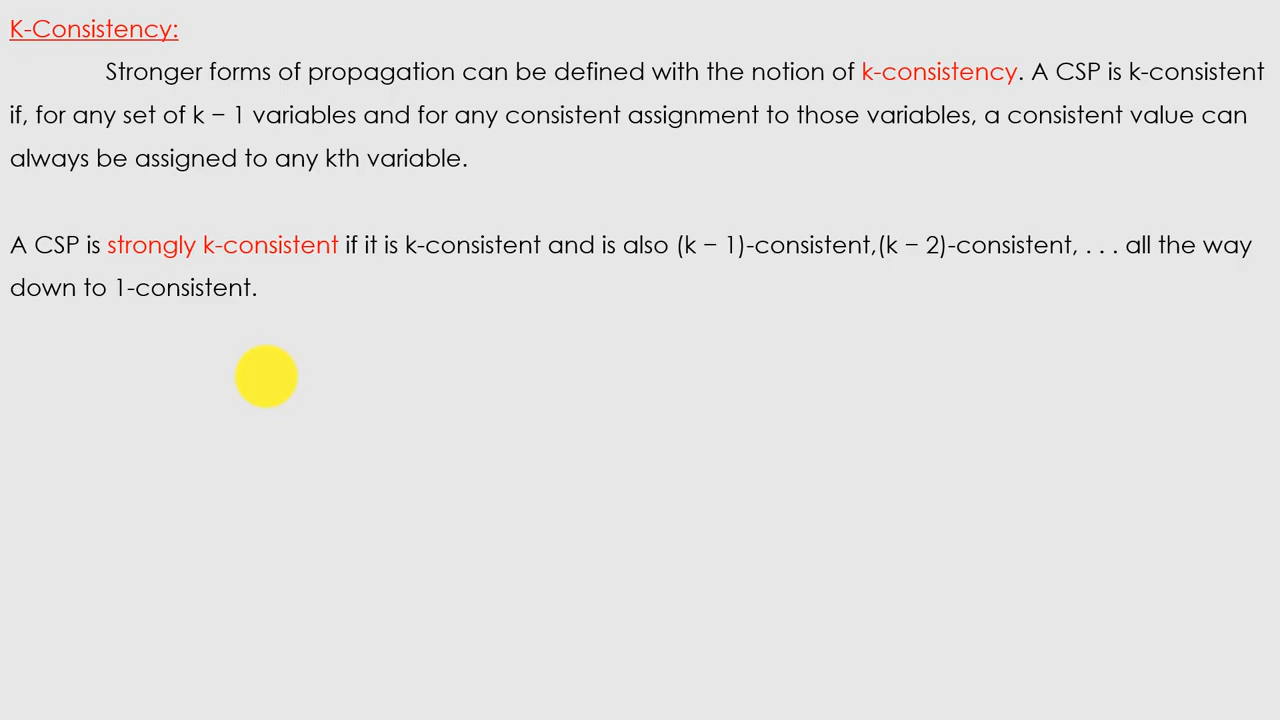 K-Consistency:
Stronger forms of propagation can be defined with the notion of k-consistency. A CSP is k-consistent
if, for any set of k − 1 variables and for any consistent assignment to those variables, a consistent value can
always be assigned to any kth variable.
A CSP is strongly k-consistent if it is k-consistent and is also (k − 1)-consistent,(k − 2)-consistent, . . . all the way
down to 1-consistent.